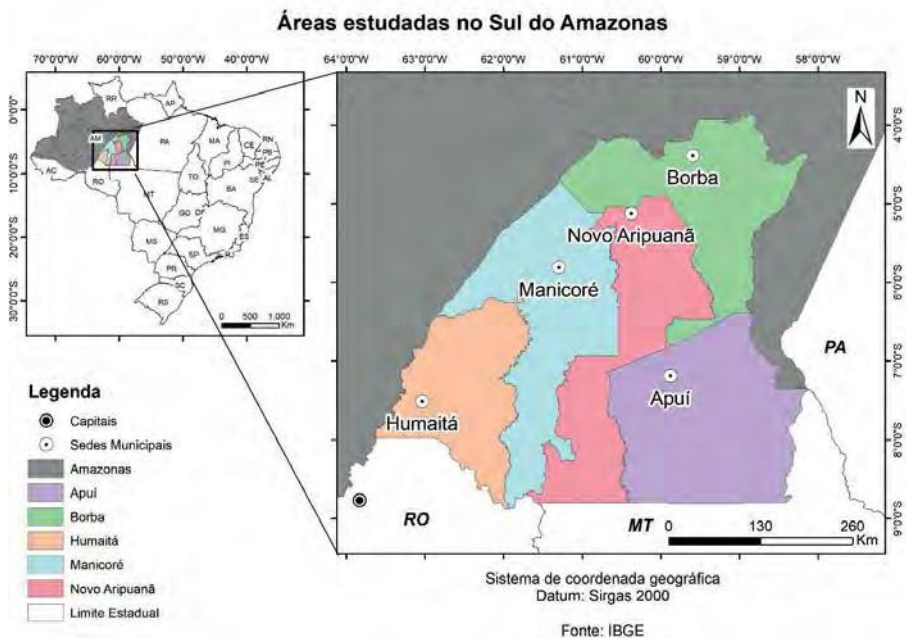 Áreas estudadas no Sul do Amazonas
70°0'0"W 60°0'0"W 50°0'0"W 40°0'0"W
64°0'0"W 63°0'0"W 62°0'0"W 61°0'0"W 60°0'0"W 59°0'0"W 58°0'0"W
0°0'0"
10°0'0"S
20°0'0"S
30°0'0"S
RR
AP
AM
PA
MA
CE
RN
PB
PE
AL
SE
PI
AC
RO
TO
BA
MT
GO
DF
MG
ES
MS
SP
RJ
PR
SC
RS
0 500 1.000
Km
N
4°0'0"S
5°0'0"S
6°0'0"S
7°0'0"S
8°0'0"S
9°0'0"S
Borba
Novo Aripuanã
Manicoré
Humaitá
Apuí
PA
RO
MT
0 130 260
Km
Legenda
Capitais
Sedes Municipais
Amazonas
Apuí
Borba
Humaitá
Manicoré
Novo Aripuanã
Limite Estadual
Sistema de coordenada geográfica
Datum: Sirgas 2000
Fonte: IBGE